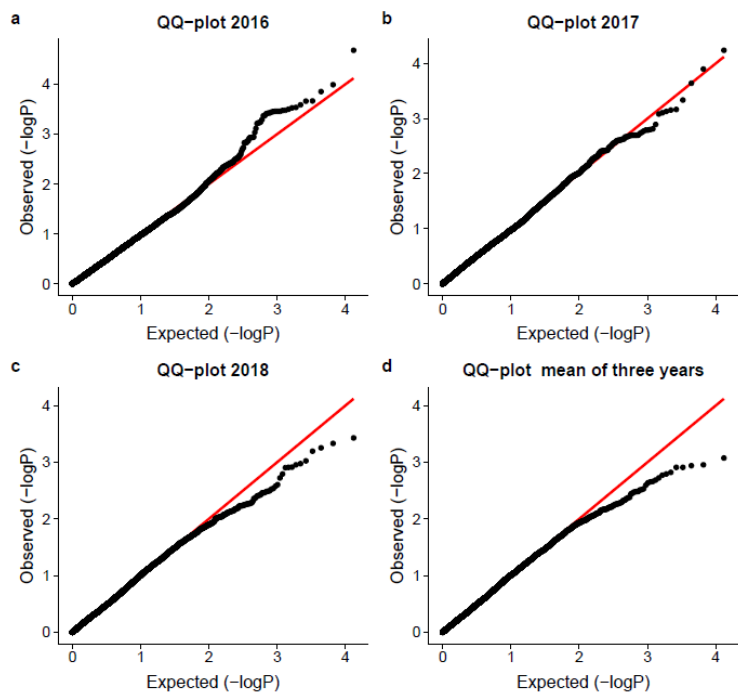 a
QQ−plot 2016
Observed (−logP)
4
3
2
1
0
0 1 2 3 4
Expected (−logP)
b
QQ−plot 2017
Observed (−logP)
4
3
2
1
0
0 1 2 3 4
Expected (−logP)
c
QQ−plot 2018
Observed (−logP)
4
3
2
1
0
0 1 2 3 4
Expected (−logP)
d
QQ−plot mean of three years
Observed (−logP)
4
3
2
1
0
0 1 2 3 4
Expected (−logP)